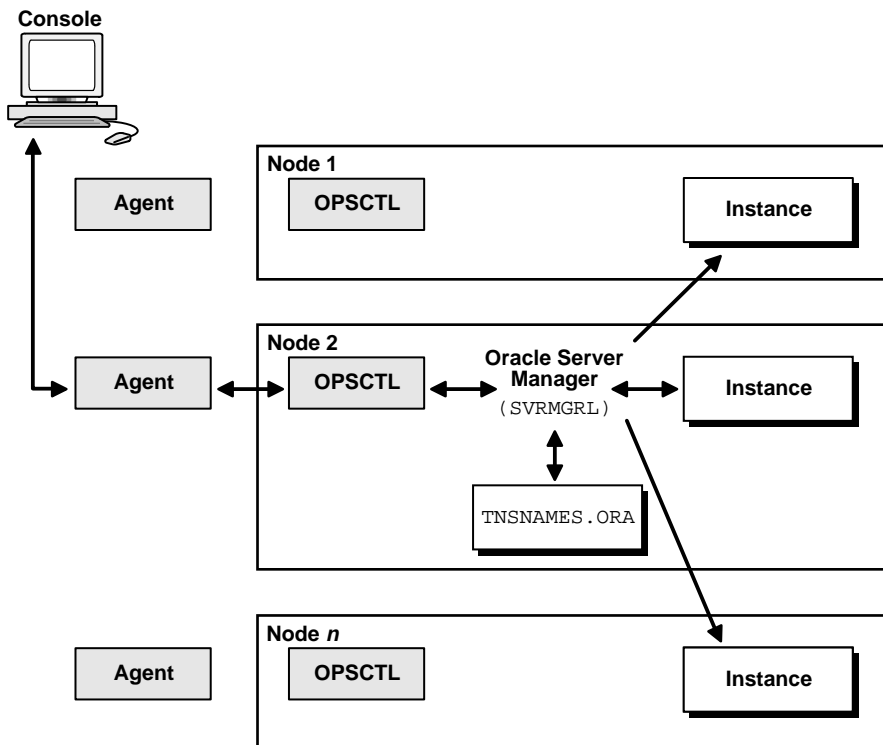 Console
Node 1
Agent
OPSCTL
Instance
Node 2
Agent
OPSCTL
Oracle Server
Manager
(SVRMGRL)
Instance
TNSNAMES.ORA
Node n
Agent
OPSCTL
Instance